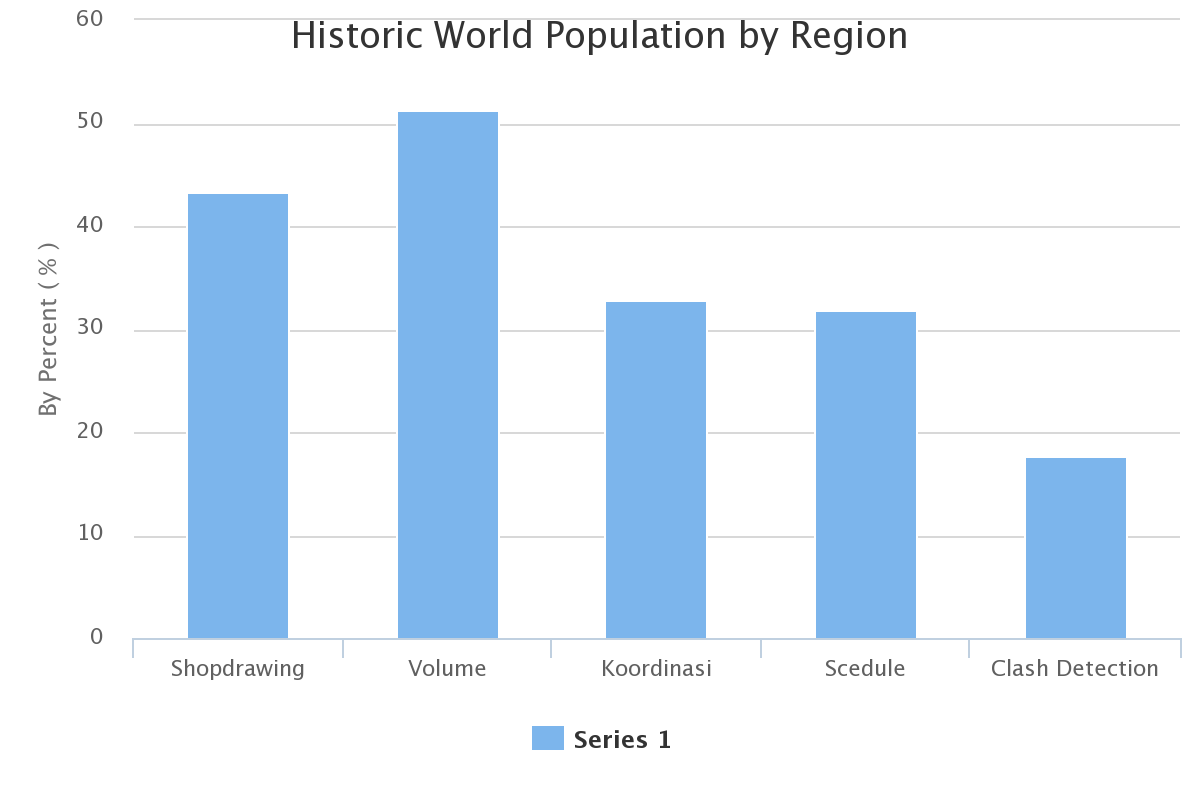 Historic World Population by Region
60
50
40
30
20
10
0
By Percent ( % )
Shopdrawing
Volume
Koordinasi
Scedule
Clash Detection
Series 1